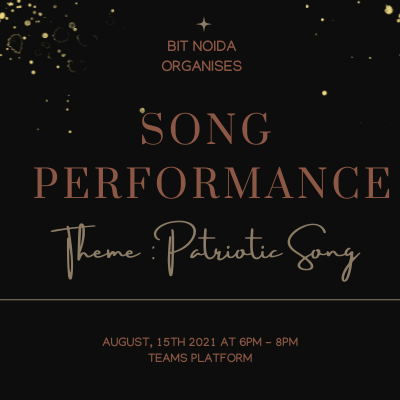 BIT NOIDA
ORGANISES
SONG
PERFORMANCE
Theme : Patriotic Song
AUGUST, 15TH 2021 AT 6PM - 8PM
TEAMS PLATFORM